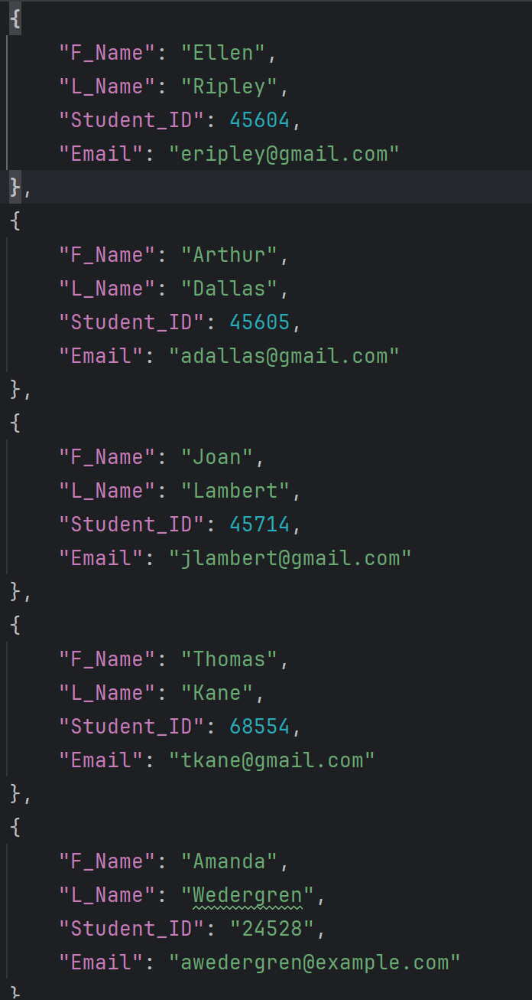 {
    "F_Name": "Ellen",
    "L_Name": "Ripley",
    "Student_ID": 45604,
    "Email": "eripley@gmail.com"
},
{
    "F_Name": "Arthur",
    "L_Name": "Dallas",
    "Student_ID": 45605,
    "Email": "adallas@gmail.com"
},
{
    "F_Name": "Joan",
    "L_Name": "Lambert",
    "Student_ID": 45714,
    "Email": "jlambert@gmail.com"
},
{
    "F_Name": "Thomas",
    "L_Name": "Kane",
    "Student_ID": 68554,
    "Email": "tkane@gmail.com"
},
{
    "F_Name": "Amanda",
    "L_Name": "Wedergren",
    "Student_ID": "24528",
    "Email": "awedergren@example.com"
}